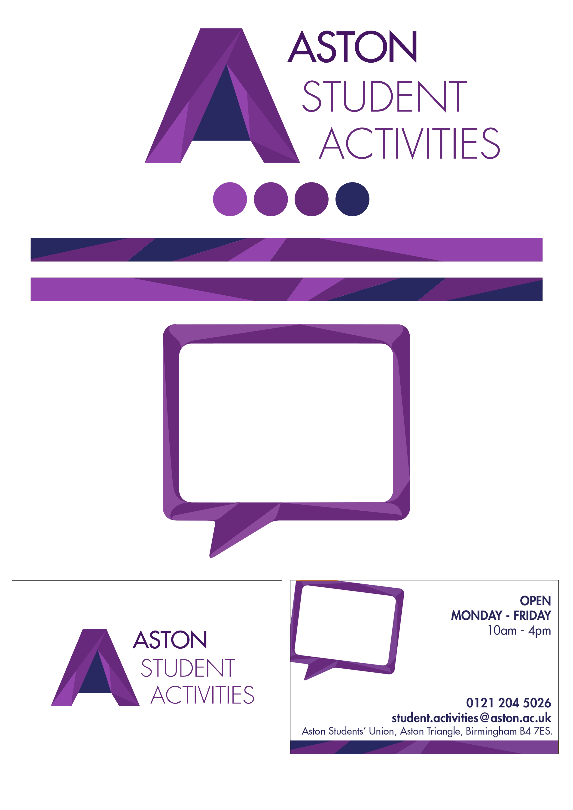 ASTON
STUDENT
ACTIVITIES
ASTON
STUDENT
ACTIVITIES
OPEN
MONDAY - FRIDAY
10am - 4pm
0121 204 5026
student.activities@aston.ac.uk
Aston Students' Union, Aston Triangle, Birmingham B4 7ES.